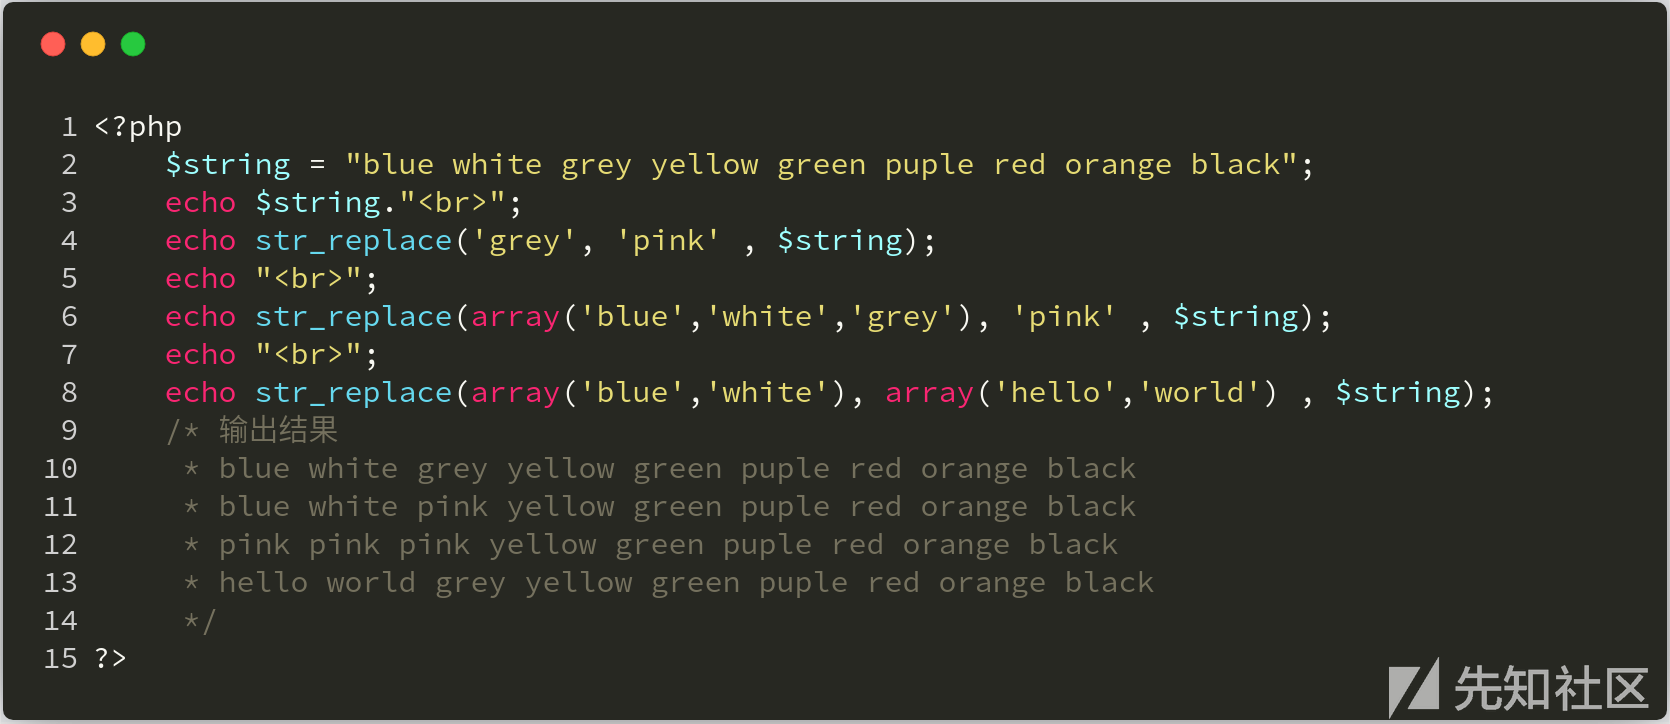 1 <?php
2     $string = "blue white grey yellow green puple red orange black";
3     echo $string."<br>";
4     echo str_replace('grey', 'pink' , $string);
5     echo "<br>";
6     echo str_replace(array('blue','white','grey'), 'pink' , $string);
7     echo "<br>";
8     echo str_replace(array('blue','white'), array('hello','world') , $string);
9     /* 输出结果
10      * blue white grey yellow green puple red orange black
11      * blue white pink yellow green puple red orange black
12      * pink pink pink yellow green puple red orange black
13      * hello world grey yellow green puple red orange black
14      */
15 ?>
先知社区